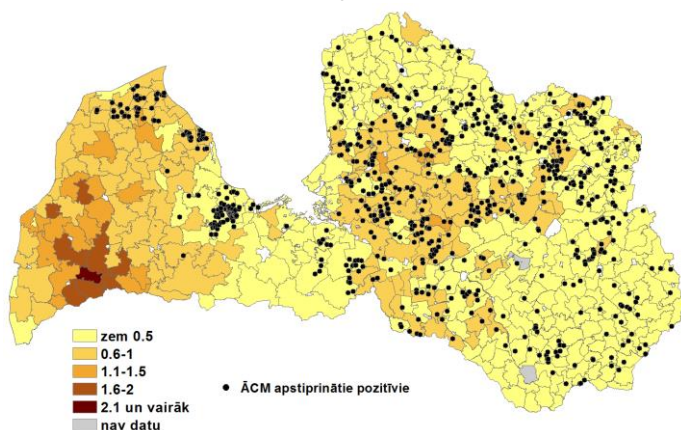 zem 0.5
0.6-1
1.1-1.5
1.6-2
2.1 un vairāk
nav datu
ĀCM apstiprinātie pozitīvie